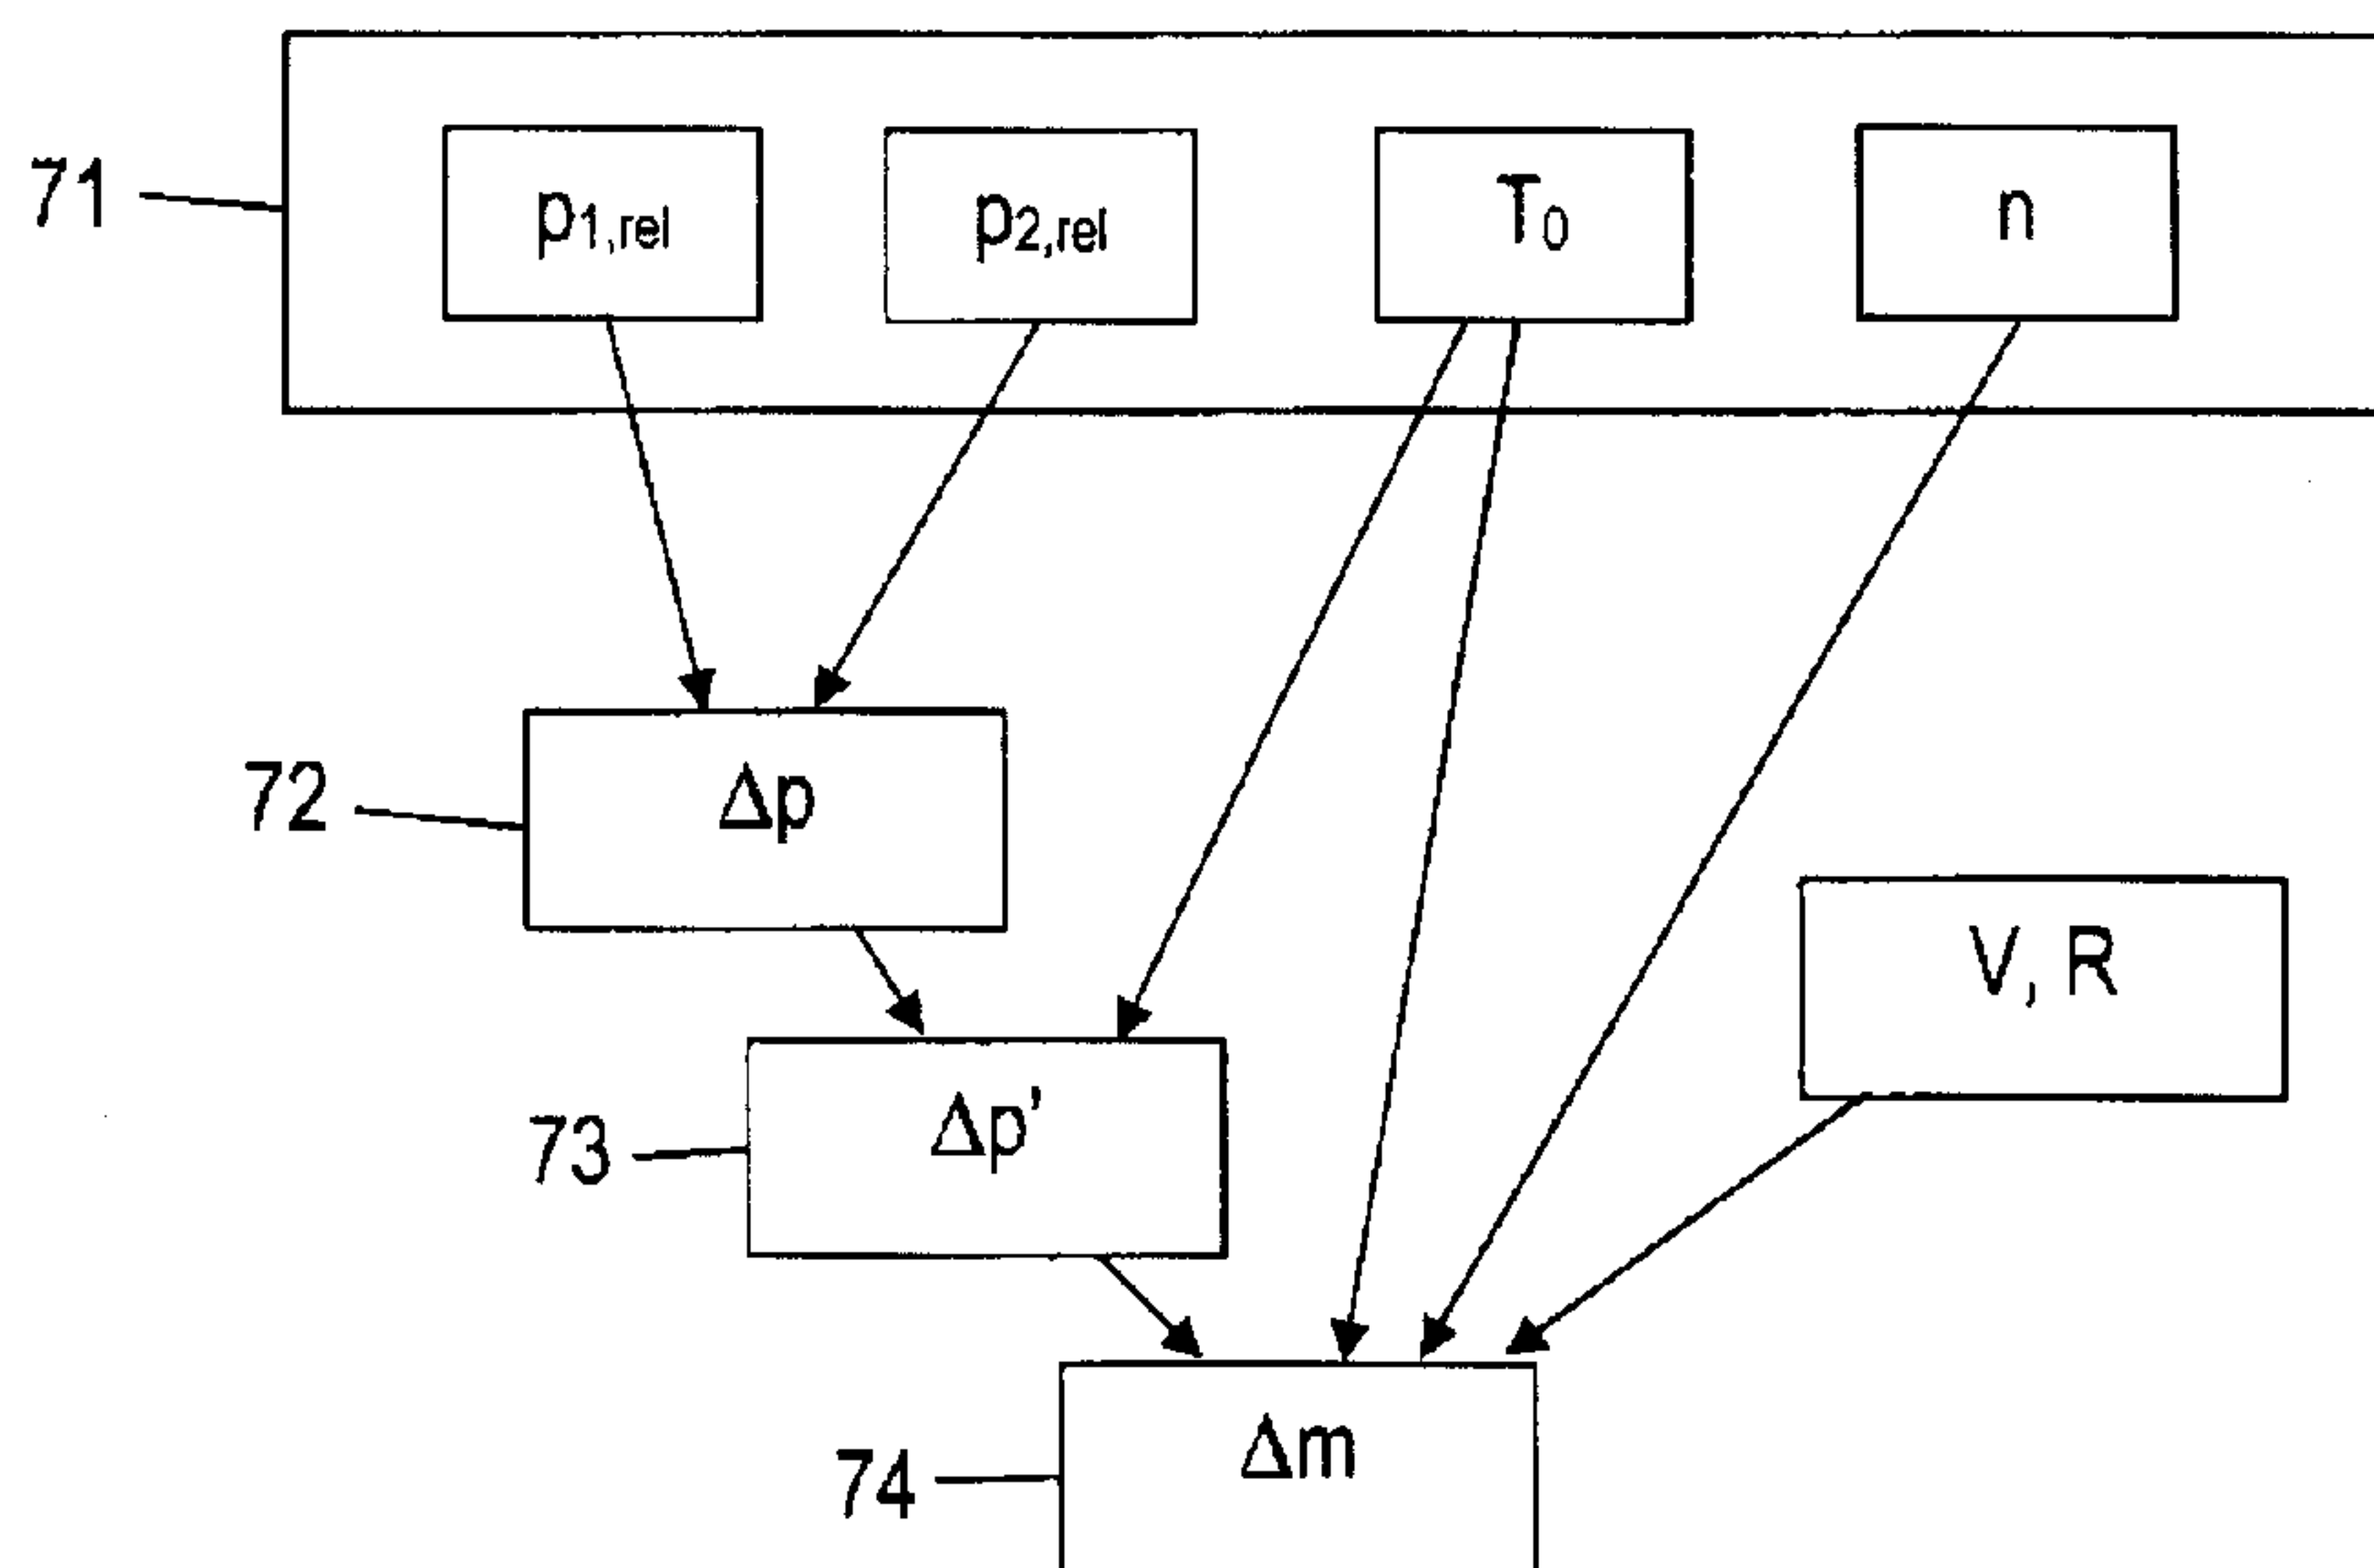 71
p1,rel
p2,rel
T0
n
72
Δp
V, R
73
Δp'
74
Δm